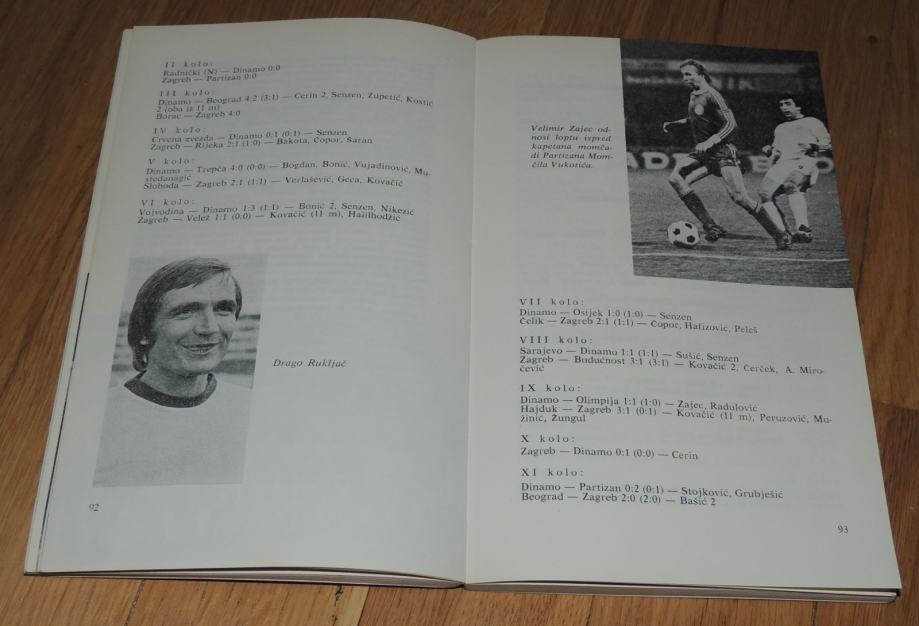 II kolo:
Radnički (N) — Dinamo 0:0
Zagreb — Partizan 0:0
III kolo:
Dinamo — Beograd 4:2 (3:1) — Cerin 2, Senzen, Zupetić, Kostić
2 (oba iz 11 m)
Borac — Zagreb 4:0
IV kolo:
Crvena zvezda — Dinamo 0:1 (0:1) — Senzen
Zagreb — Rijeka 2:1 (1:0) — Bakota, Čopor, Šaran
V kolo:
Dinamo — Trepča 4:0 (0:0) — Bogdan, Bonić, Vujadinović, Mu-
stedanagić
Sloboda — Zagreb 2:1 (1:1) — Verlašević, Geca, Kovačić
VI kolo:
Vojvodina — Dinamo 1:3 (1:1) — Bonić 2, Senzen, Nikezić
Zagreb — Velež 1:1 (0:0) — Kovačić (11 m), Halilhodžić
Drago Rukljač
92
Velimir Zajec od-
nosi loptu ispred
kapetana momča-
di Partizana Mom-
čila Vukotića.
VII kolo:
Dinamo — Osijek 1:0 (1:0) — Senzen
Čelik — Zagreb 2:1 (1:1) — Čopor, Hafizović, Peleš
VIII kolo:
Sarajevo — Dinamo 1:1 (1:1) — Sušić, Senzen
Zagreb — Budućnost 3:1 (3:1) — Kovačić 2, Čerček, A. Miro-
čević
IX kolo:
Dinamo — Olimpija 1:1 (1:0) — Zajec, Radulović
Hajduk — Zagreb 3:1 (0:1) — Kovačić (11 m), Peruzović, Mu-
žinić, Žungul
X kolo:
Zagreb — Dinamo 0:1 (0:0) — Cerin
XI kolo:
Dinamo — Partizan 0:2 (0:1) — Stojković, Grubješić
Beograd — Zagreb 2:0 (2:0) — Bašić 2
93